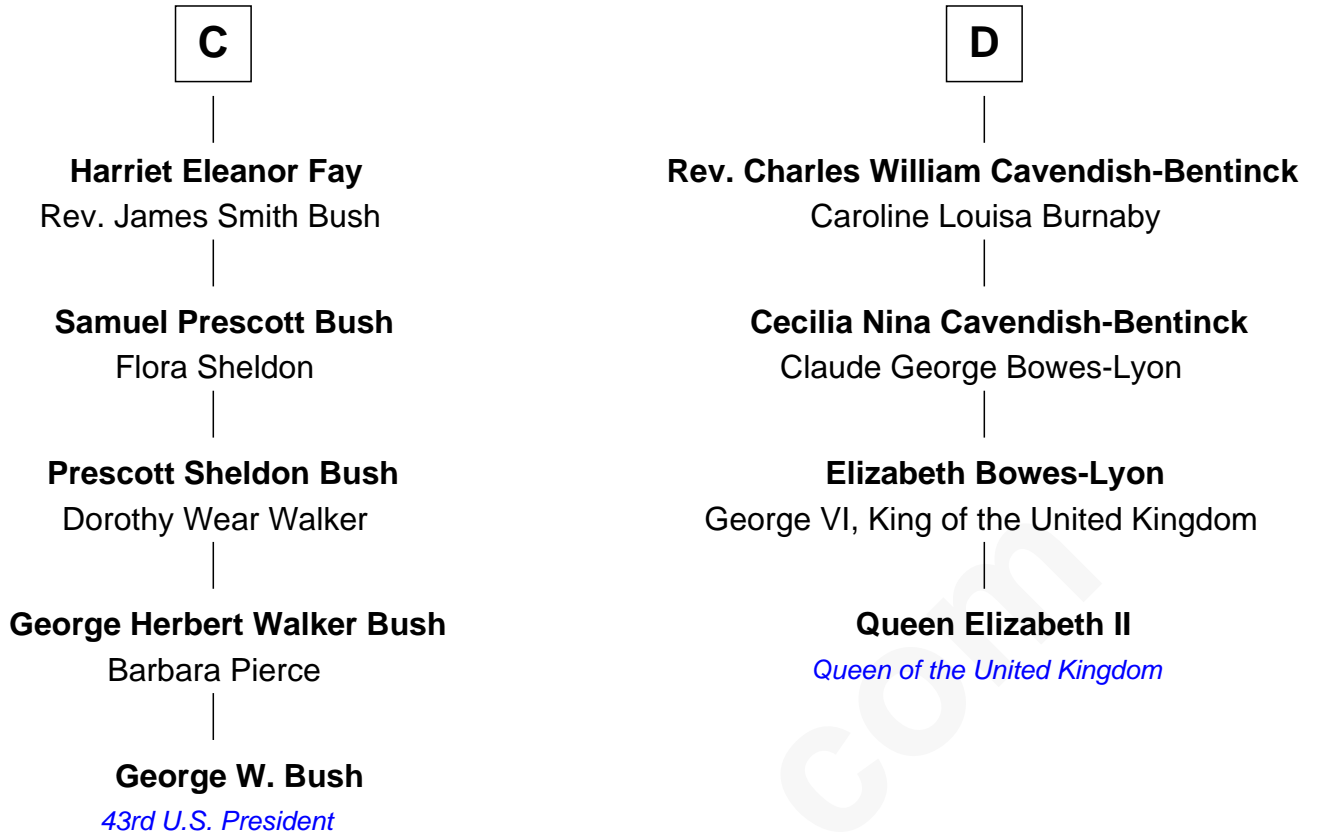 C
Harriet Eleanor Fay
Rev. James Smith Bush
Samuel Prescott Bush
Flora Sheldon
Prescott Sheldon Bush
Dorothy Wear Walker
George Herbert Walker Bush
Barbara Pierce
George W. Bush
43rd U.S. President
D
Rev. Charles William Cavendish-Bentinck
Caroline Louisa Burnaby
Cecilia Nina Cavendish-Bentinck
Claude George Bowes-Lyon
Elizabeth Bowes-Lyon
George VI, King of the United Kingdom
Queen Elizabeth II
Queen of the United Kingdom
com